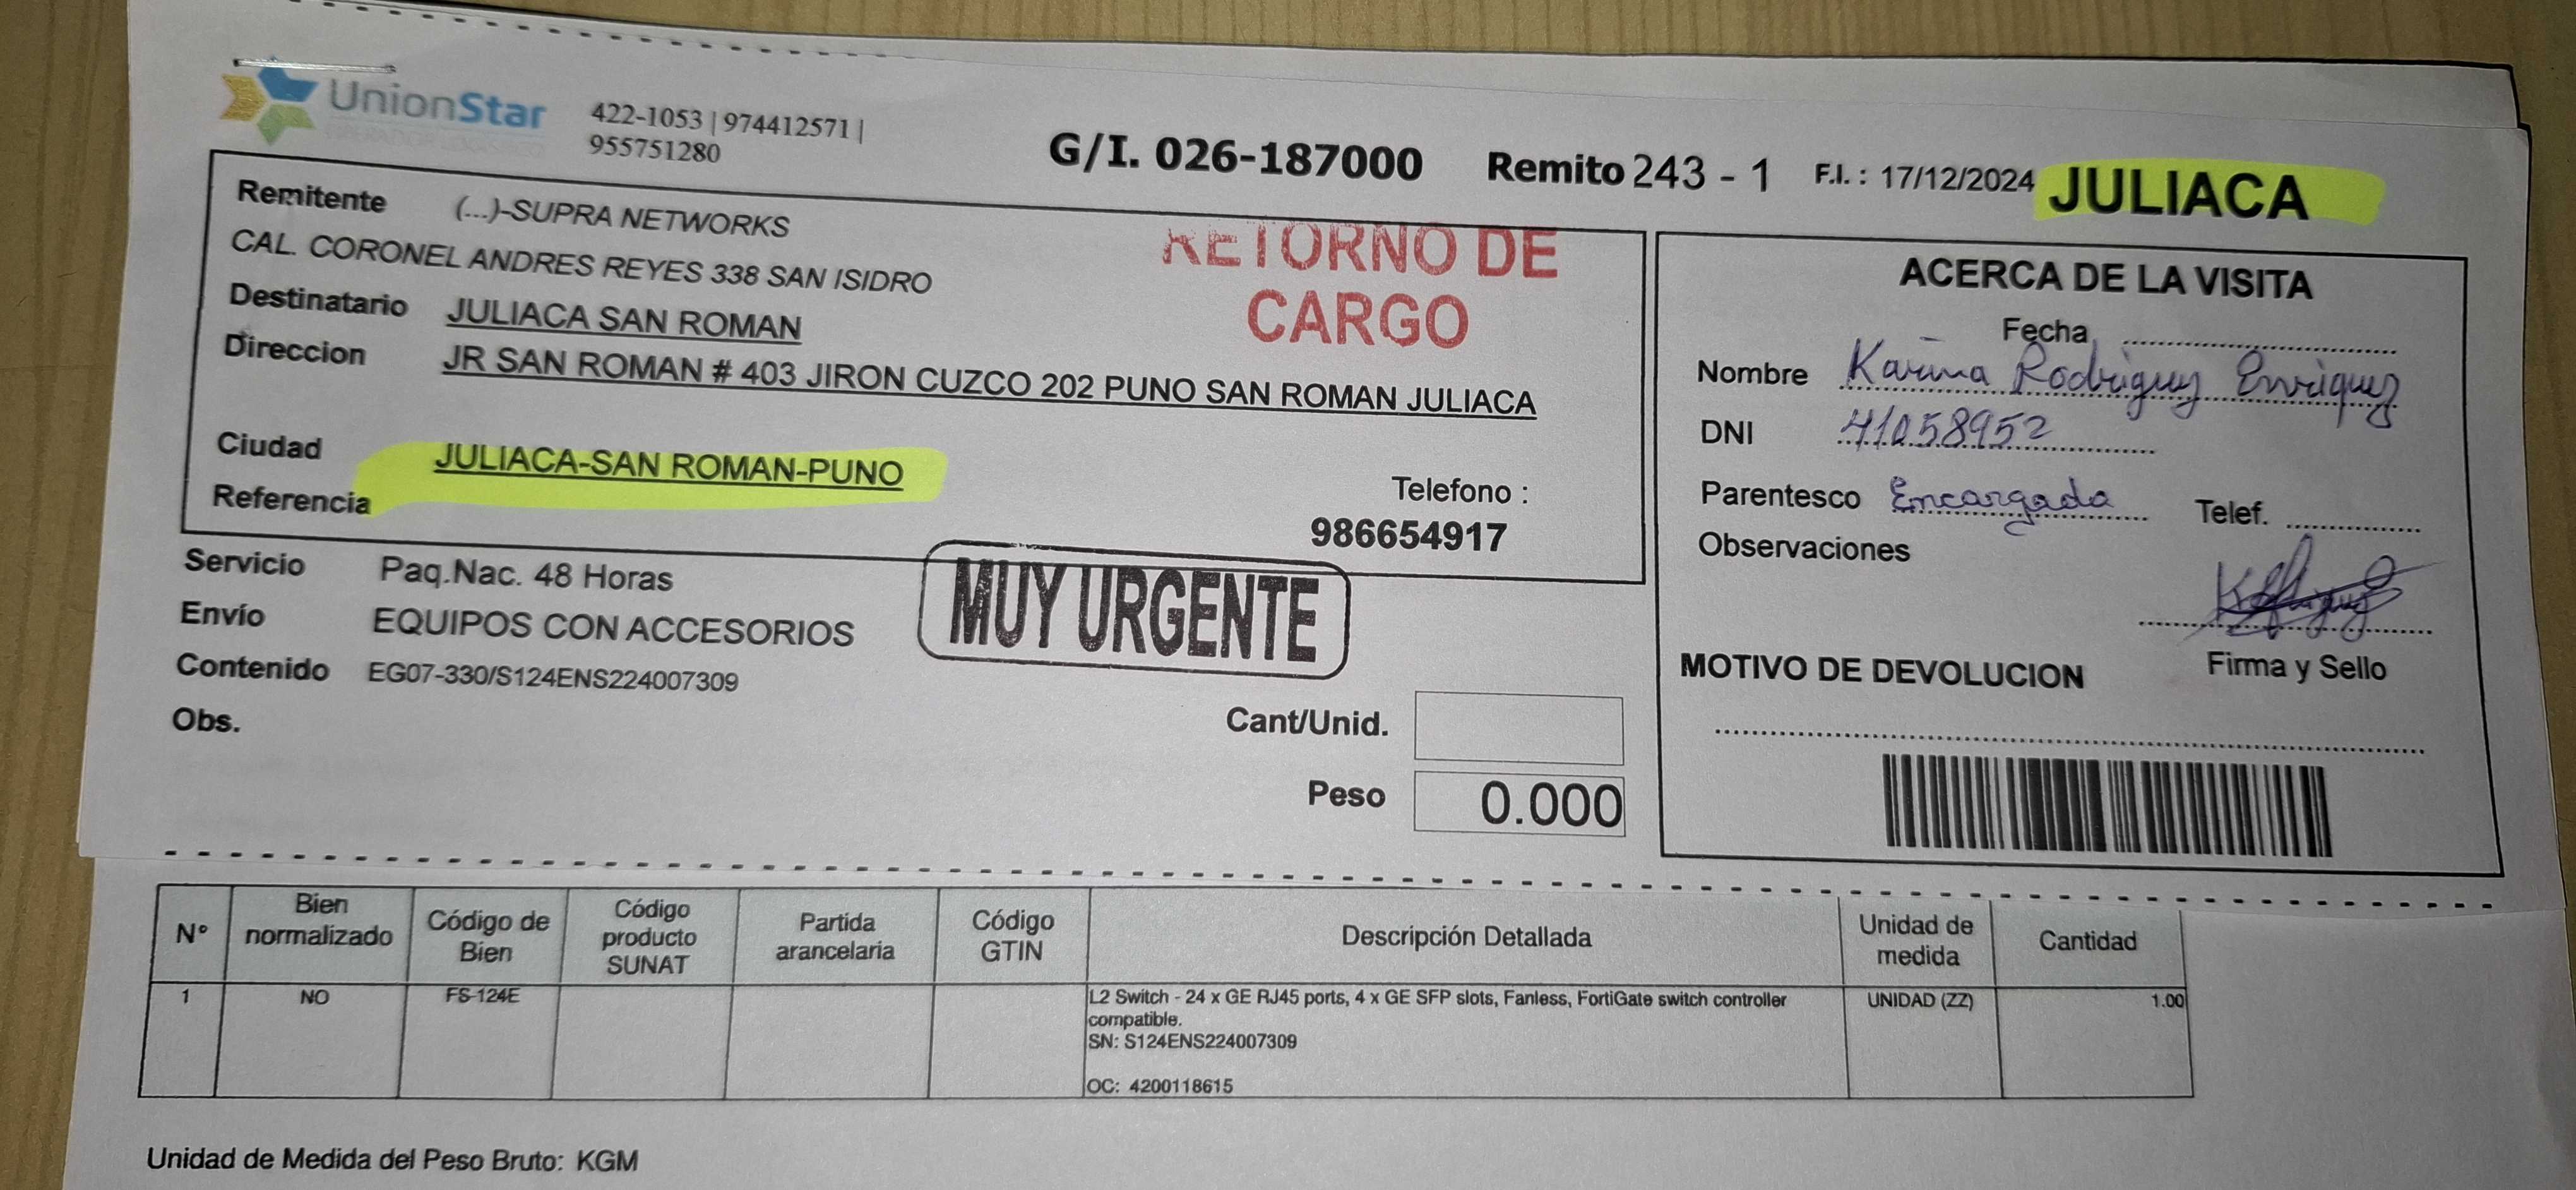 UnionStar
422-1053 | 974412571 |
955751280
G/I. 026-187000 Remito 243 - 1 F.I. : 17/12/2024 JULIACA
Remitente (...)-SUPRA NETWORKS
CAL. CORONEL ANDRES REYES 338 SAN ISIDRO
Destinatario JULIACA SAN ROMAN
Direccion JR SAN ROMAN # 403 JIRON CUZCO 202 PUNO SAN ROMAN JULIACA
Ciudad JULIACA-SAN ROMAN-PUNO
Referencia
Telefono :
986654917
RETORNO DE
CARGO
Servicio Paq.Nac. 48 Horas
Envío EQUIPOS CON ACCESORIOS
Contenido EG07-330/S124ENS224007309
Obs.
MUY URGENTE
Cant/Unid.
Peso 0.000
ACERCA DE LA VISITA
Fecha
Nombre Karina Rodriguez Enriquez
DNI 41058952
Parentesco Encargada Telef.
Observaciones
Firma y Sello
MOTIVO DE DEVOLUCION
N° Bien normalizado Código de Bien Código producto SUNAT Partida arancelaria Código GTIN Descripción Detallada Unidad de medida Cantidad
1 NO FS-124E L2 Switch - 24 x GE RJ45 ports, 4 x GE SFP slots, Fanless, FortiGate switch controller UNIDAD (ZZ) 1.00
compatible.
SN: S124ENS224007309
OC: 4200118615
Unidad de Medida del Peso Bruto: KGM